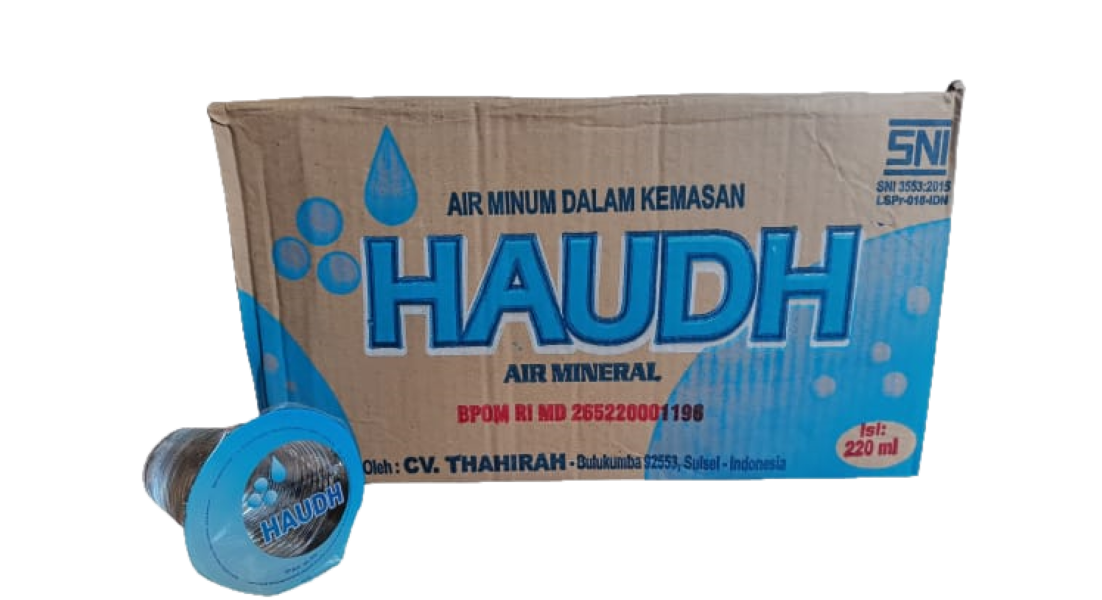 SNI
SNI 3553:2015
LSPr-018-IDN
AIR MINUM DALAM KEMASAN
HAUDH
AIR MINERAL
BPOM RI MD 265220001196
Isi:
220 ml
Oleh : CV. THAHIRAH - Bulukumba 92553, Sulsel - Indonesia
HAUDH